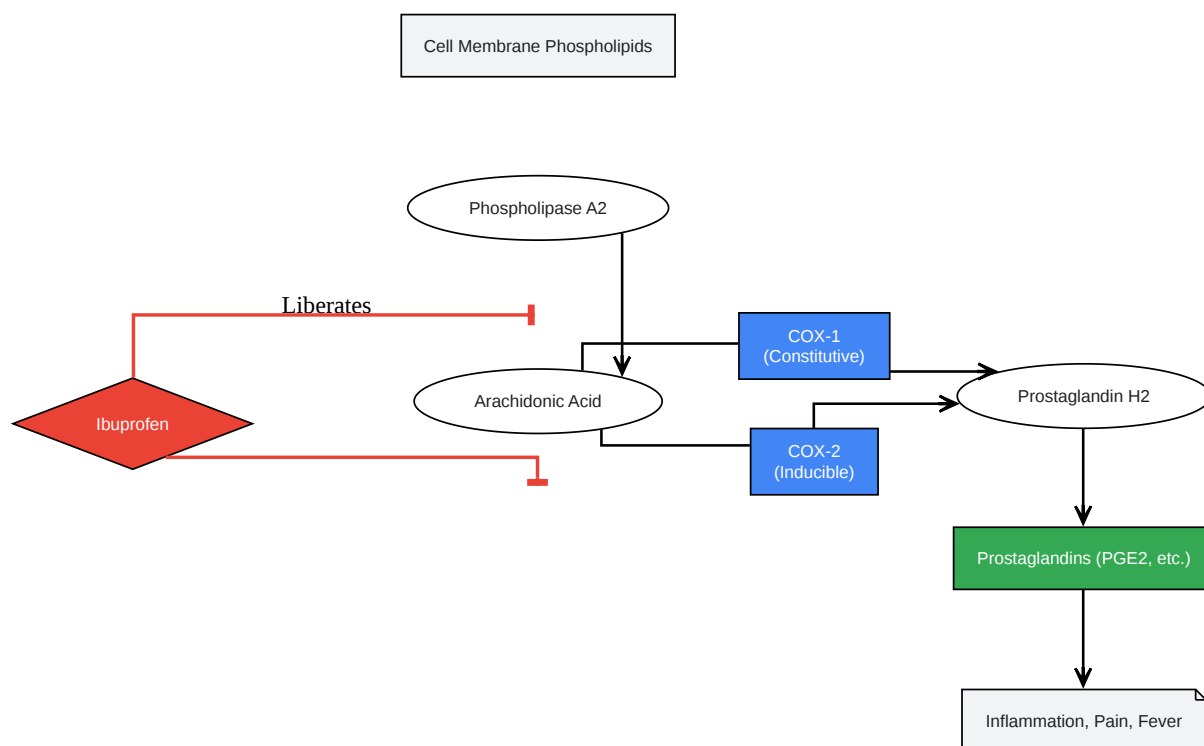 Cell Membrane Phospholipids
Phospholipase A2
Liberates
COX-1
(Constitutive)
Arachidonic Acid
Prostaglandin H2
Ibuprofen
COX-2
(Inducible)
Prostaglandins (PGE2, etc.)
Inflammation, Pain, Fever